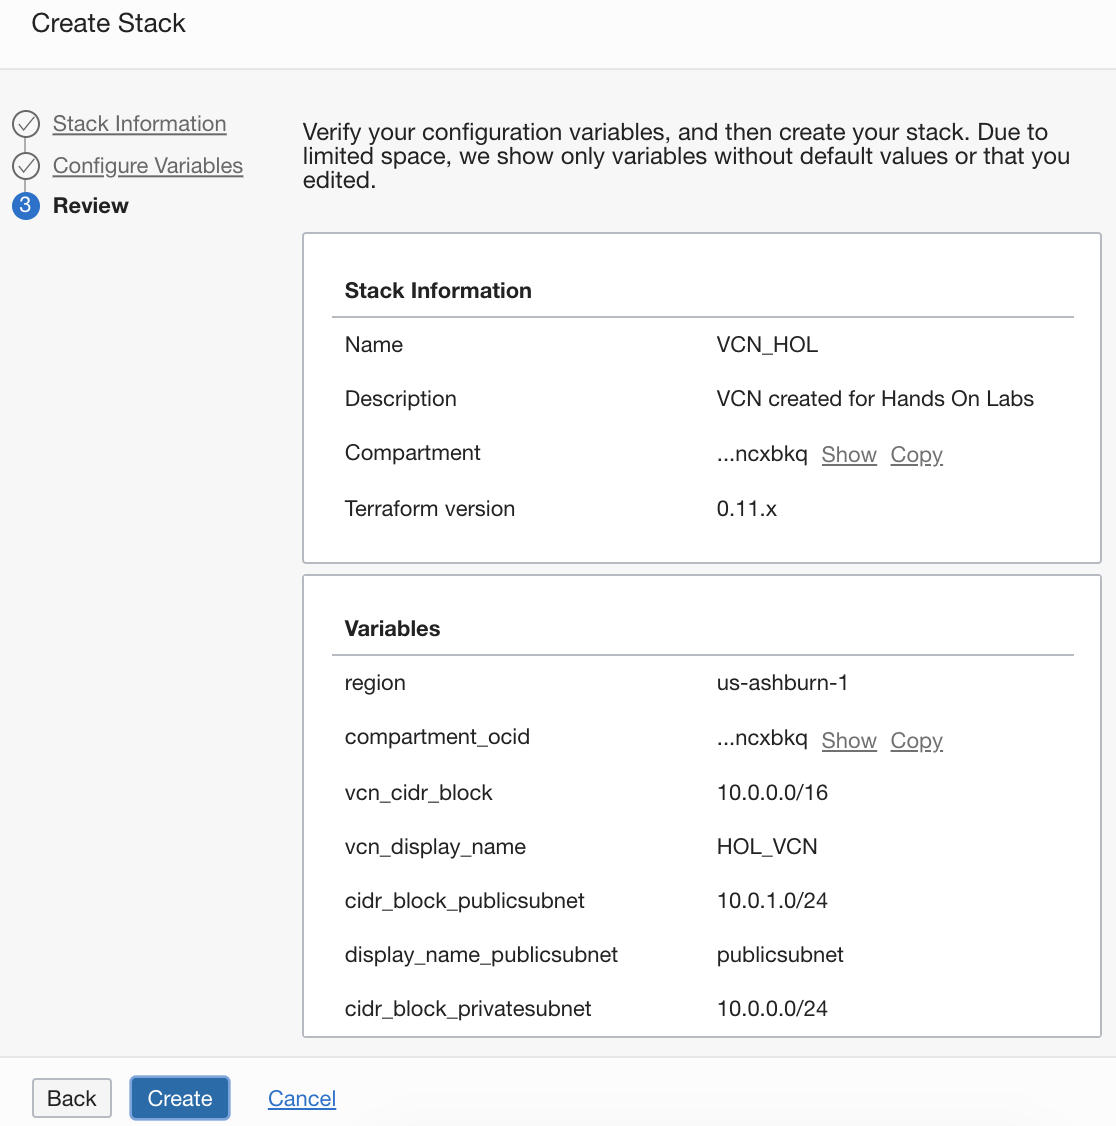 Create Stack
Stack Information
Configure Variables
3 Review
Verify your configuration variables, and then create your stack. Due to
limited space, we show only variables without default values or that you
edited.
Stack Information
Name VCN_HOL
Description VCN created for Hands On Labs
Compartment ...ncxbkq Show Copy
Terraform version 0.11.x
Variables
region us-ashburn-1
compartment_ocid ...ncxbkq Show Copy
vcn_cidr_block 10.0.0.0/16
vcn_display_name HOL_VCN
cidr_block_publicsubnet 10.0.1.0/24
display_name_publicsubnet publicsubnet
cidr_block_privatesubnet 10.0.0.0/24
Back Create Cancel